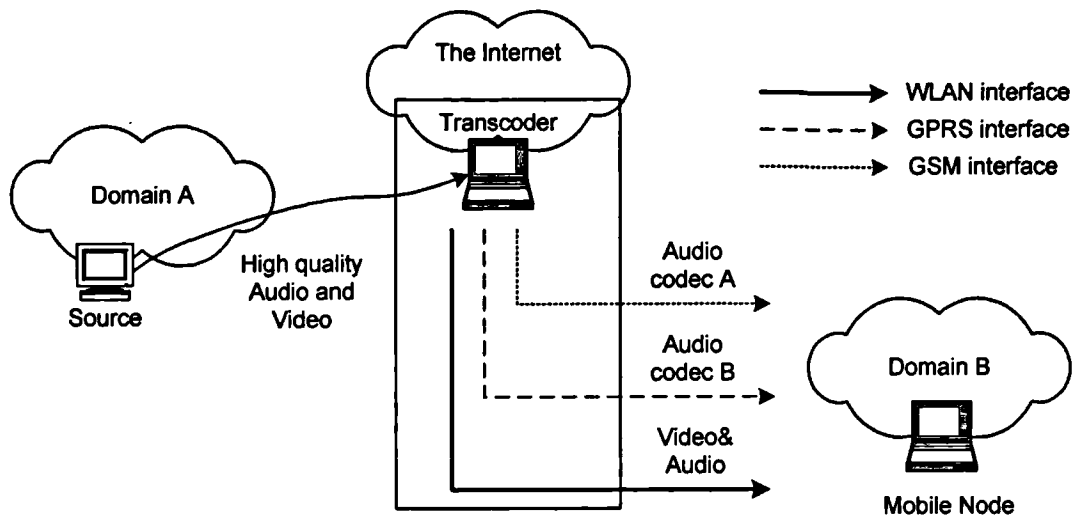 The Internet
Transcoder
WLAN interface
GPRS interface
GSM interface
Domain A
Source
High quality
Audio and
Video
Audio
codec A
Audio
codec B
Video&
Audio
Domain B
Mobile Node